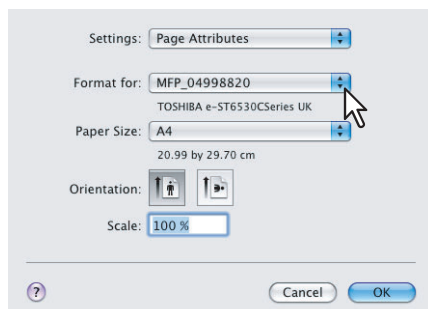 Settings: Page Attributes
Format for: MFP_04998820
TOSHIBA e-ST6530CSeries UK
Paper Size: A4
20.99 by 29.70 cm
Orientation:
Scale: 100 %
? Cancel OK